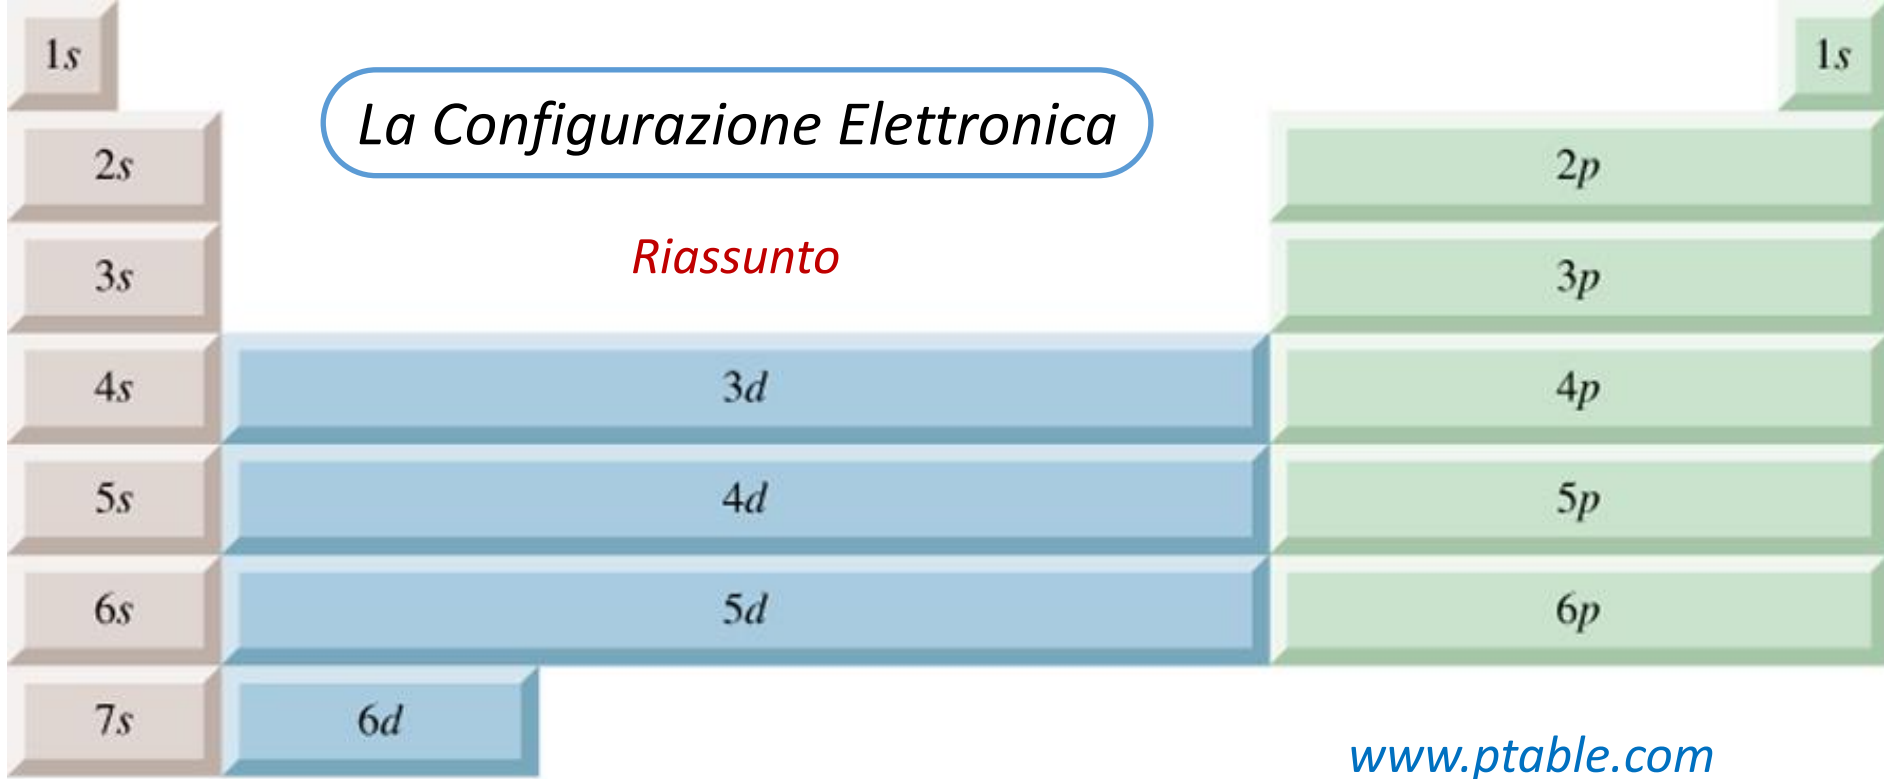 1s 1s
La Configurazione Elettronica
2s 2p
Riassunto
3s 3p
4s 3d 4p
5s 4d 5p
6s 5d 6p
7s 6d
www.ptable.com